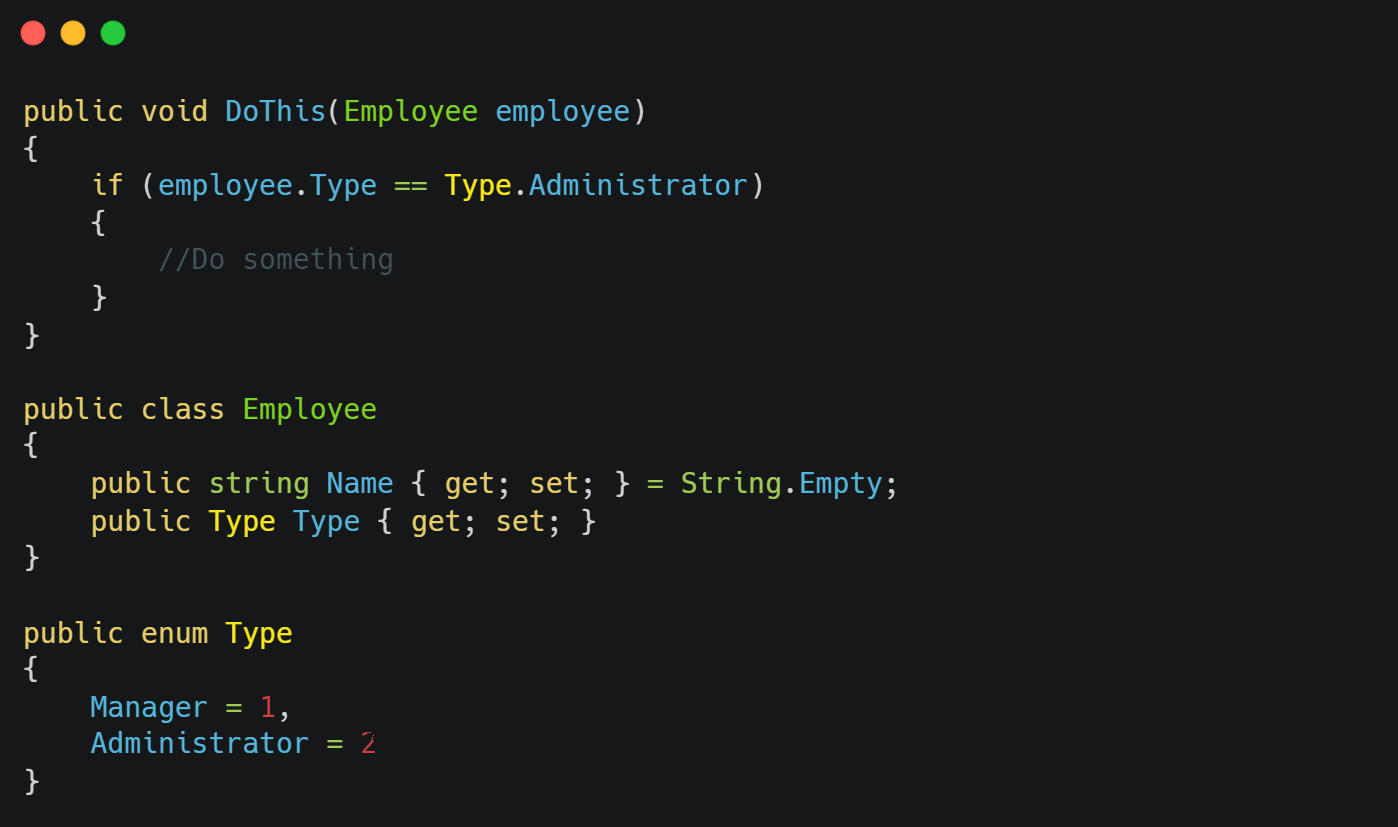 public void DoThis(Employee employee)
{
    if (employee.Type == Type.Administrator)
    {
        //Do something
    }
}

public class Employee
{
    public string Name { get; set; } = String.Empty;
    public Type Type { get; set; }
}

public enum Type
{
    Manager = 1,
    Administrator = 2
}